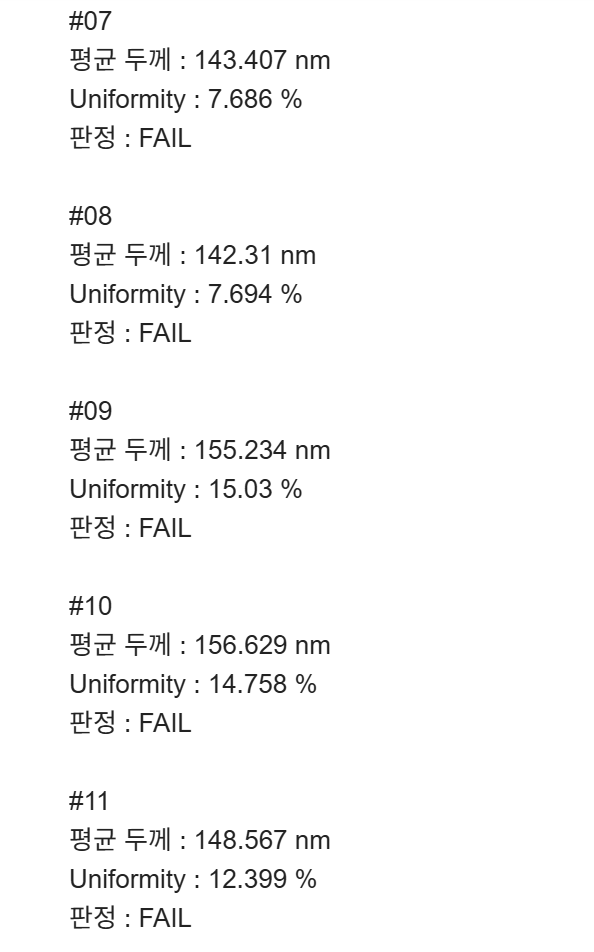 #07
평균 두께 : 143.407 nm
Uniformity : 7.686 %
판정 : FAIL
#08
평균 두께 : 142.31 nm
Uniformity : 7.694 %
판정 : FAIL
#09
평균 두께 : 155.234 nm
Uniformity : 15.03 %
판정 : FAIL
#10
평균 두께 : 156.629 nm
Uniformity : 14.758 %
판정 : FAIL
#11
평균 두께 : 148.567 nm
Uniformity : 12.399 %
판정 : FAIL